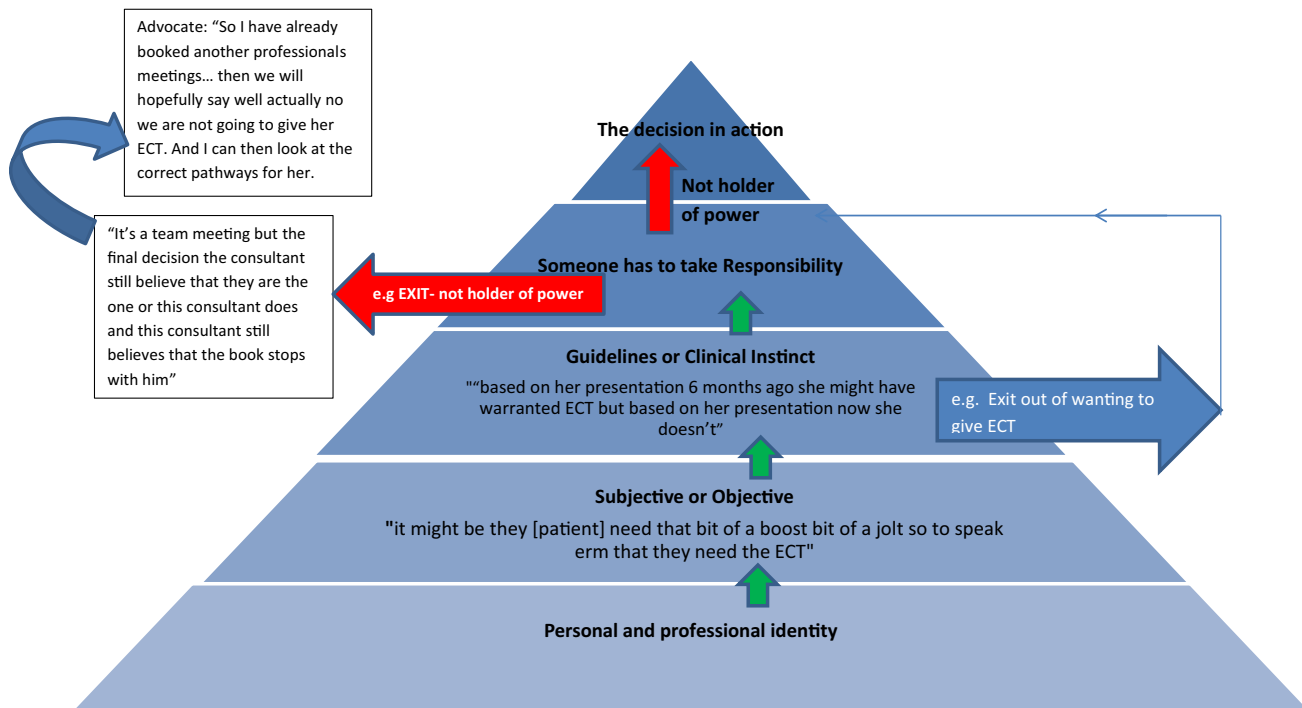 Advocate: “So I have already
booked another professionals
meetings… then we will
hopefully say well actually no
we are not going to give her
ECT. And I can then look at the
correct pathways for her.
“It’s a team meeting but the
final decision the consultant
still believe that they are the
one or this consultant does
and this consultant still
believes that the book stops
with him”
The decision in action
Not holder
of power
Someone has to take Responsibility
e.g EXIT- not holder of power
Guidelines or Clinical Instinct
"“based on her presentation 6 months ago she might have
warranted ECT but based on her presentation now she
doesn’t”
e.g. Exit out of wanting to
give ECT
Subjective or Objective
"it might be they [patient] need that bit of a boost bit of a jolt so to speak
erm that they need the ECT"
Personal and professional identity